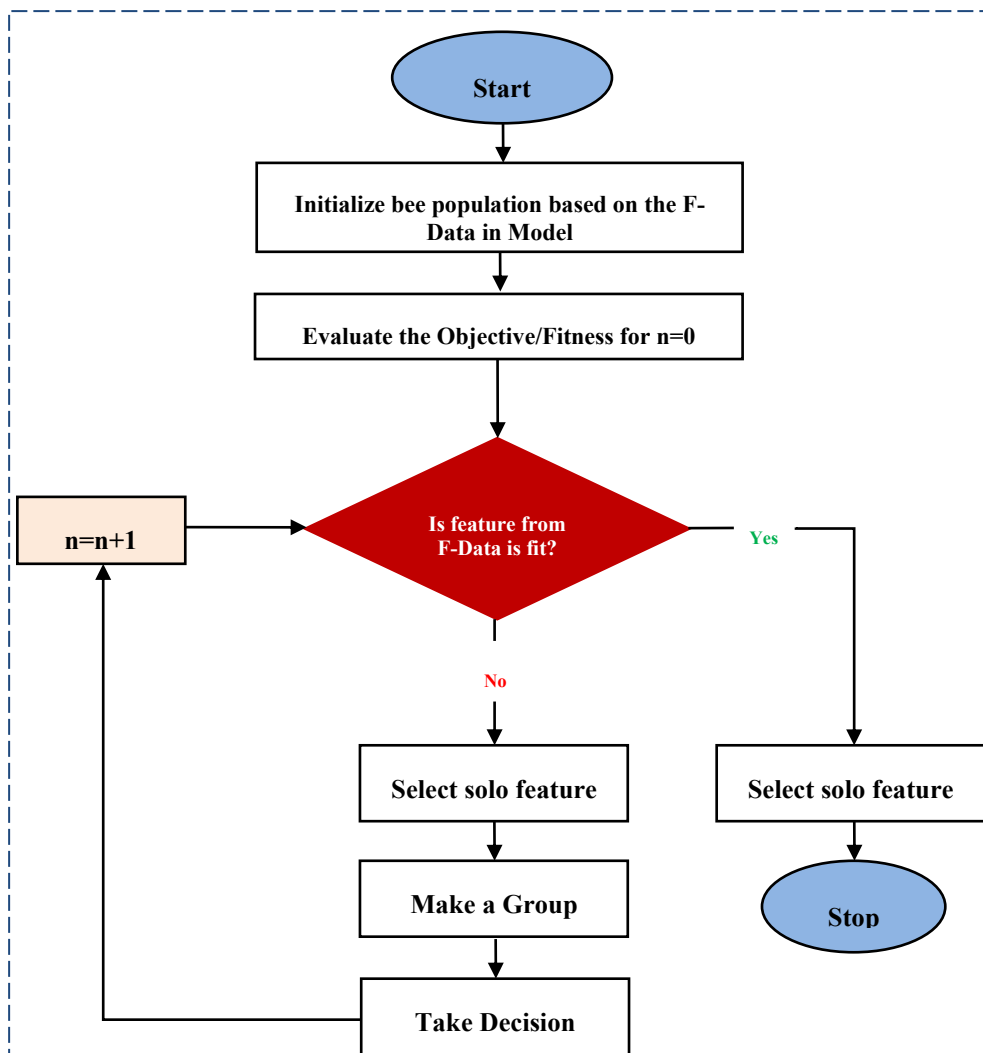 Start
Initialize bee population based on the F-
Data in Model
Evaluate the Objective/Fitness for n=0
n=n+1
Is feature from
F-Data is fit?
Yes
No
Select solo feature
Select solo feature
Make a Group
Stop
Take Decision